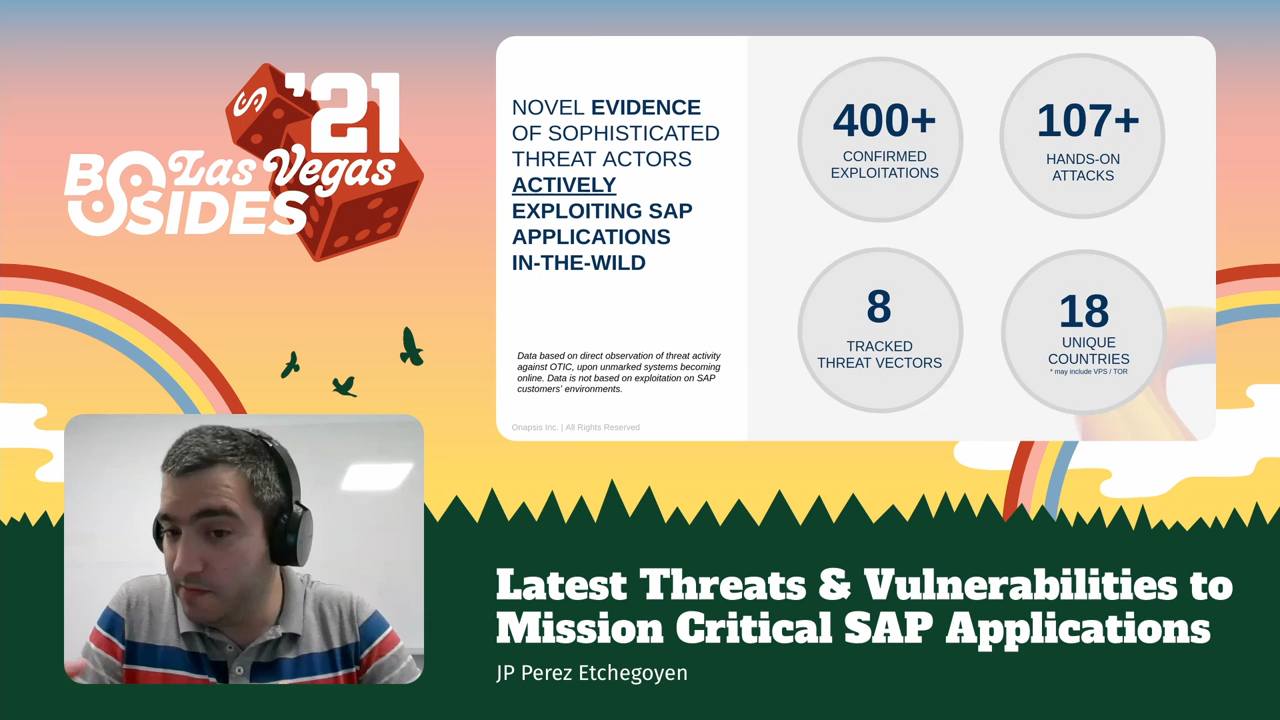 '21
BSIDES
Las Vegas
NOVEL EVIDENCE
OF SOPHISTICATED
THREAT ACTORS
ACTIVELY
EXPLOITING SAP
APPLICATIONS
IN-THE-WILD
Data based on direct observation of threat activity
against OTIC, upon unmarked systems becoming
online. Data is not based on exploitation on SAP
customers' environments.
Onapsis Inc. | All Rights Reserved
400+
CONFIRMED
EXPLOITATIONS
107+
HANDS-ON
ATTACKS
8
TRACKED
THREAT VECTORS
18
UNIQUE
COUNTRIES
* may include VPS / TOR
Latest Threats & Vulnerabilities to
Mission Critical SAP Applications
JP Perez Etchegoyen